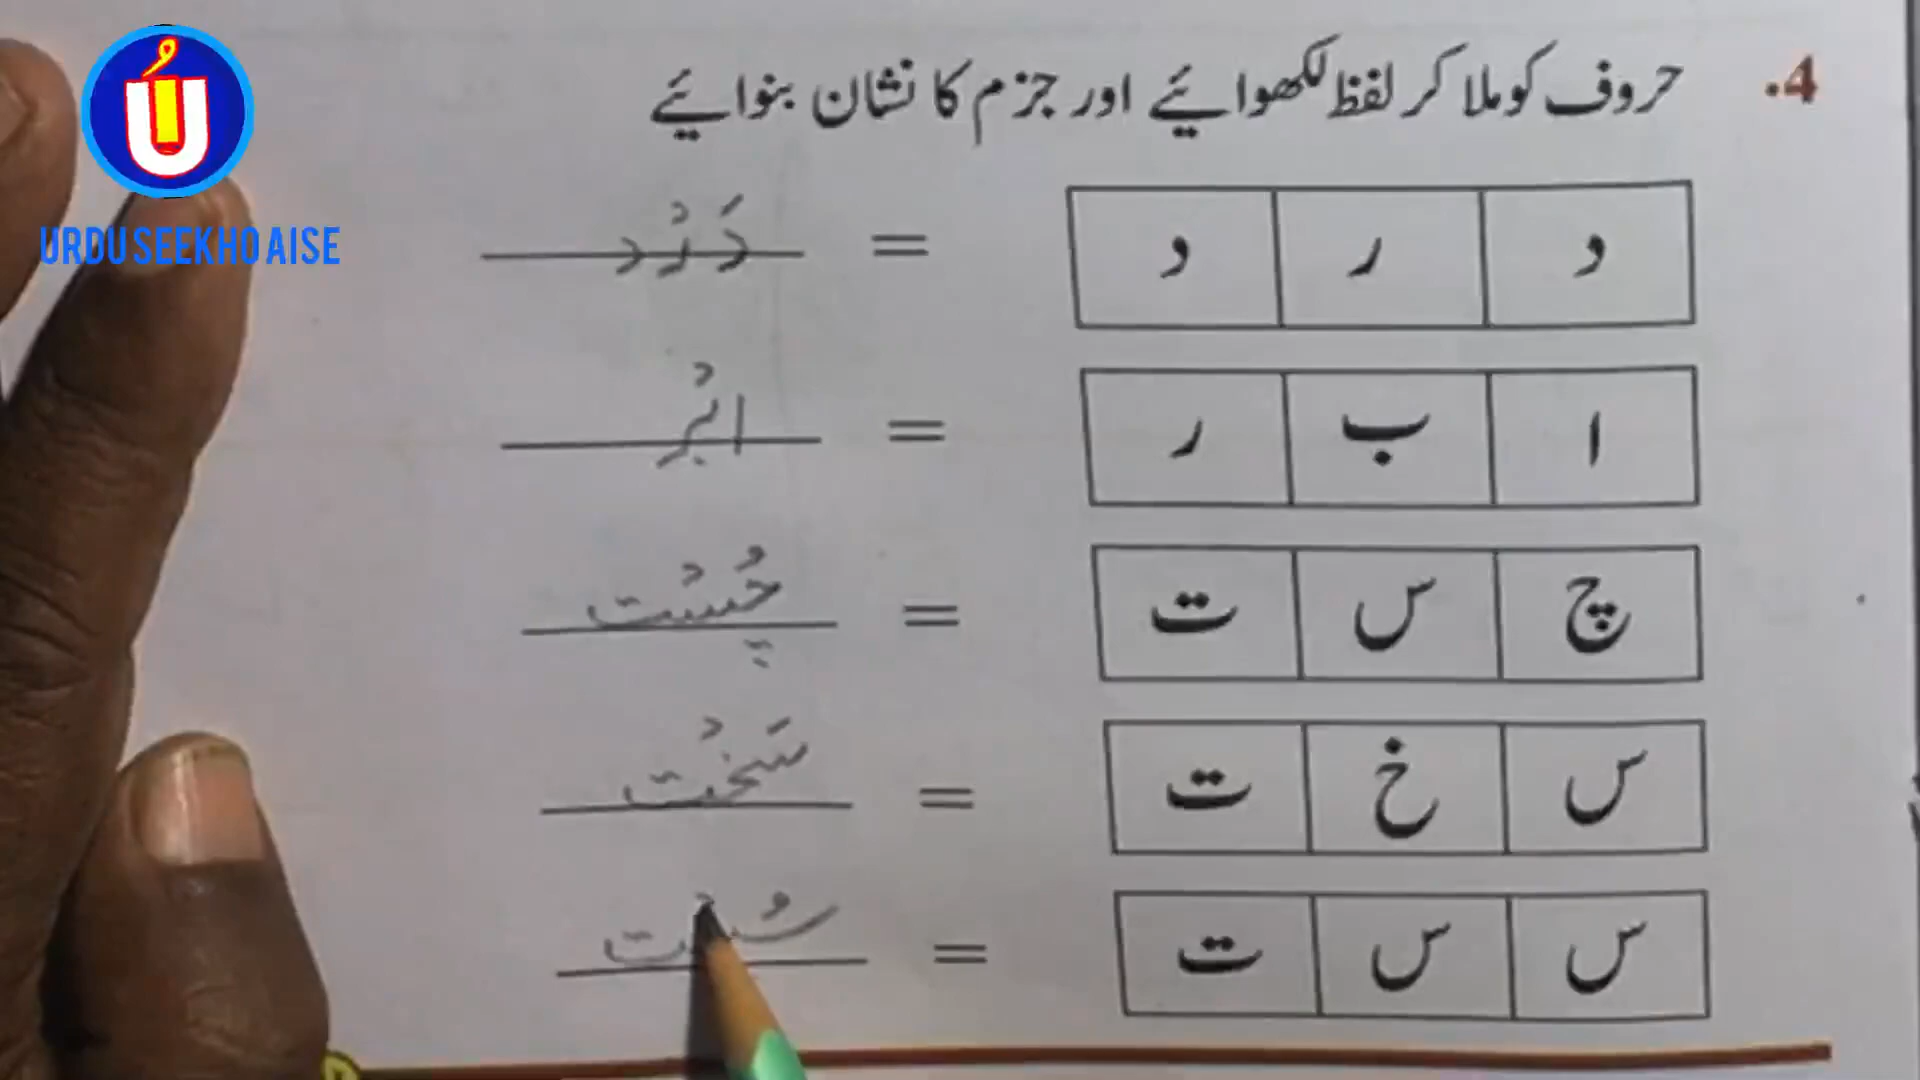 4. حروف کو ملا کر لفظ لکھوائیے اور جزم کا نشان بنوائیے
URDU SEEKHO AISE
د ر د = دَرْد
ا ب ر = ابْر
چ س ت = چُسْت
س خ ت = سَخْت
س س ت = سُسْت